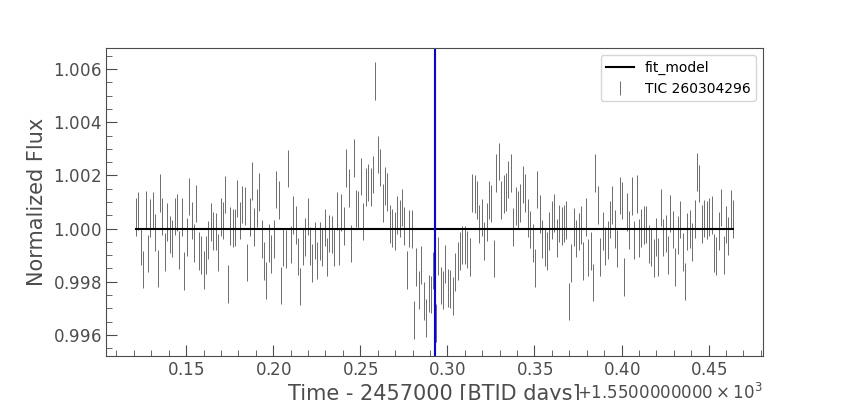 1.006
1.004
1.002
1.000
0.998
0.996
Normalized Flux
fit_model
TIC 260304296
0.15 0.20 0.25 0.30 0.35 0.40 0.45
Time - 2457000 [BTJD days]
+1.5500000000 × 10³